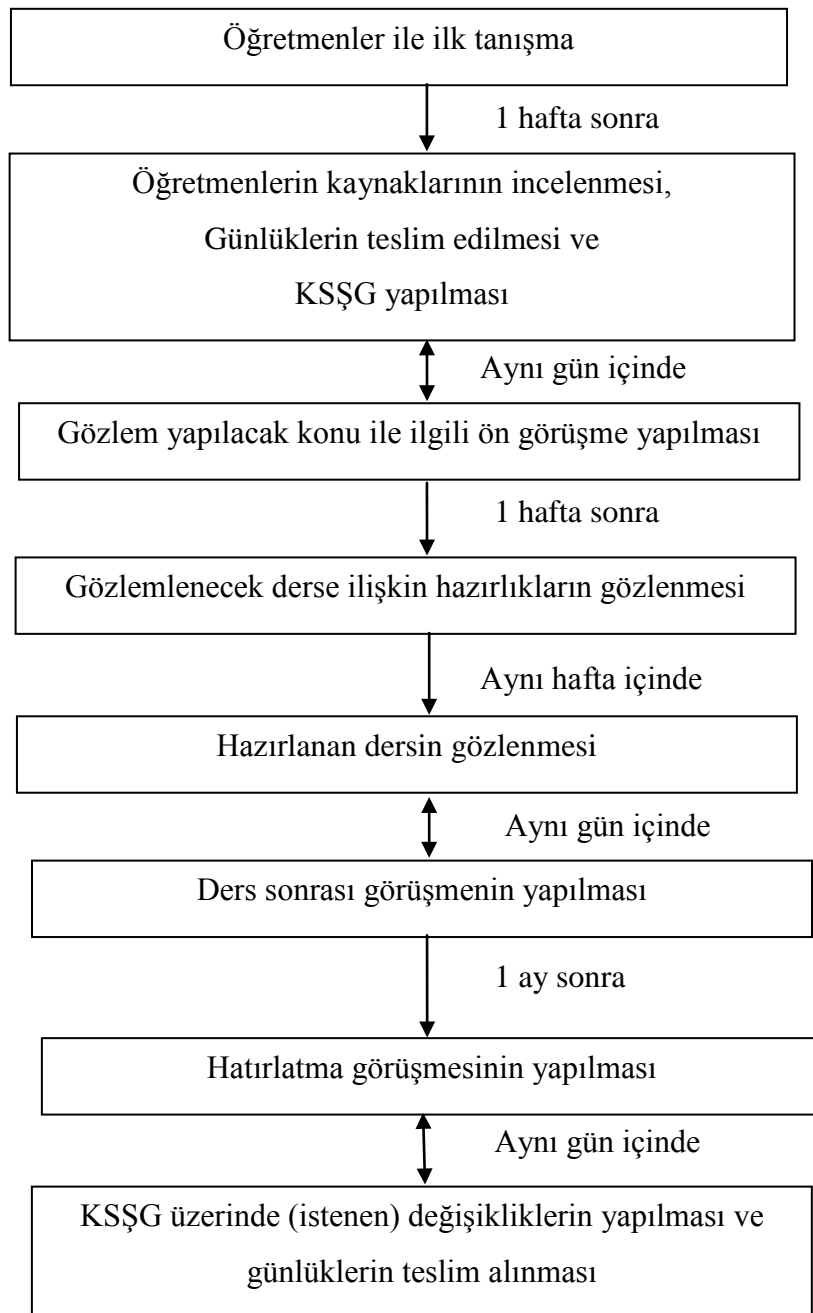 Öğretmenler ile ilk tanışma
1 hafta sonra
Öğretmenlerin kaynaklarının incelenmesi,
Günlüklerin teslim edilmesi ve
KSŞG yapılması
Aynı gün içinde
Gözlem yapılacak konu ile ilgili ön görüşme yapılması
1 hafta sonra
Gözlemlenecek derse ilişkin hazırlıkların gözlenmesi
Aynı hafta içinde
Hazırlanan dersin gözlenmesi
Aynı gün içinde
Ders sonrası görüşmenin yapılması
1 ay sonra
Hatırlatma görüşmesinin yapılması
Aynı gün içinde
KSŞG üzerinde (istenen) değişikliklerin yapılması ve
günlüklerin teslim alınması